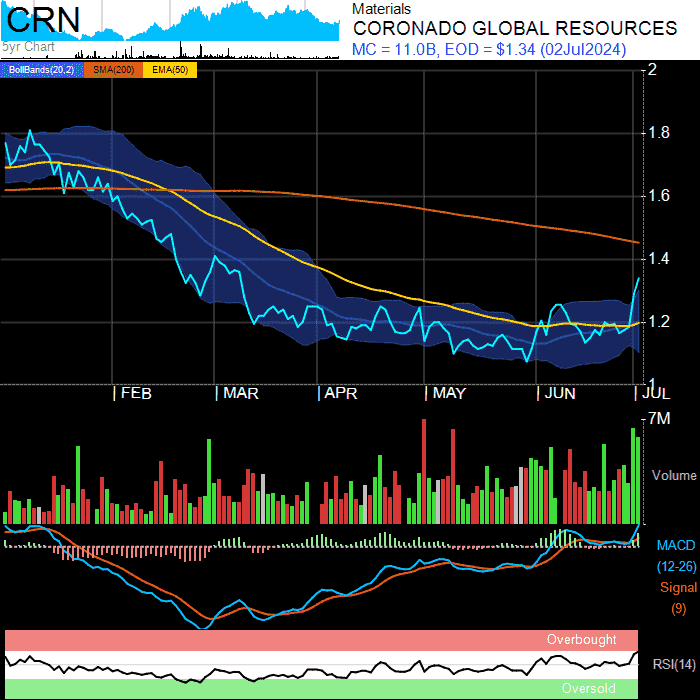 CRN
5yr Chart
Materials
CORONADO GLOBAL RESOURCES
MC = 11.0B, EOD = $1.34 (02Jul2024)
BollBands(20,2) SMA(200) EMA(50)
2
1.8
1.6
1.4
1.2
1
FEB MAR APR MAY JUN JUL
7M
Volume
MACD
(12-26)
Signal
(9)
Overbought
RSI(14)
Oversold